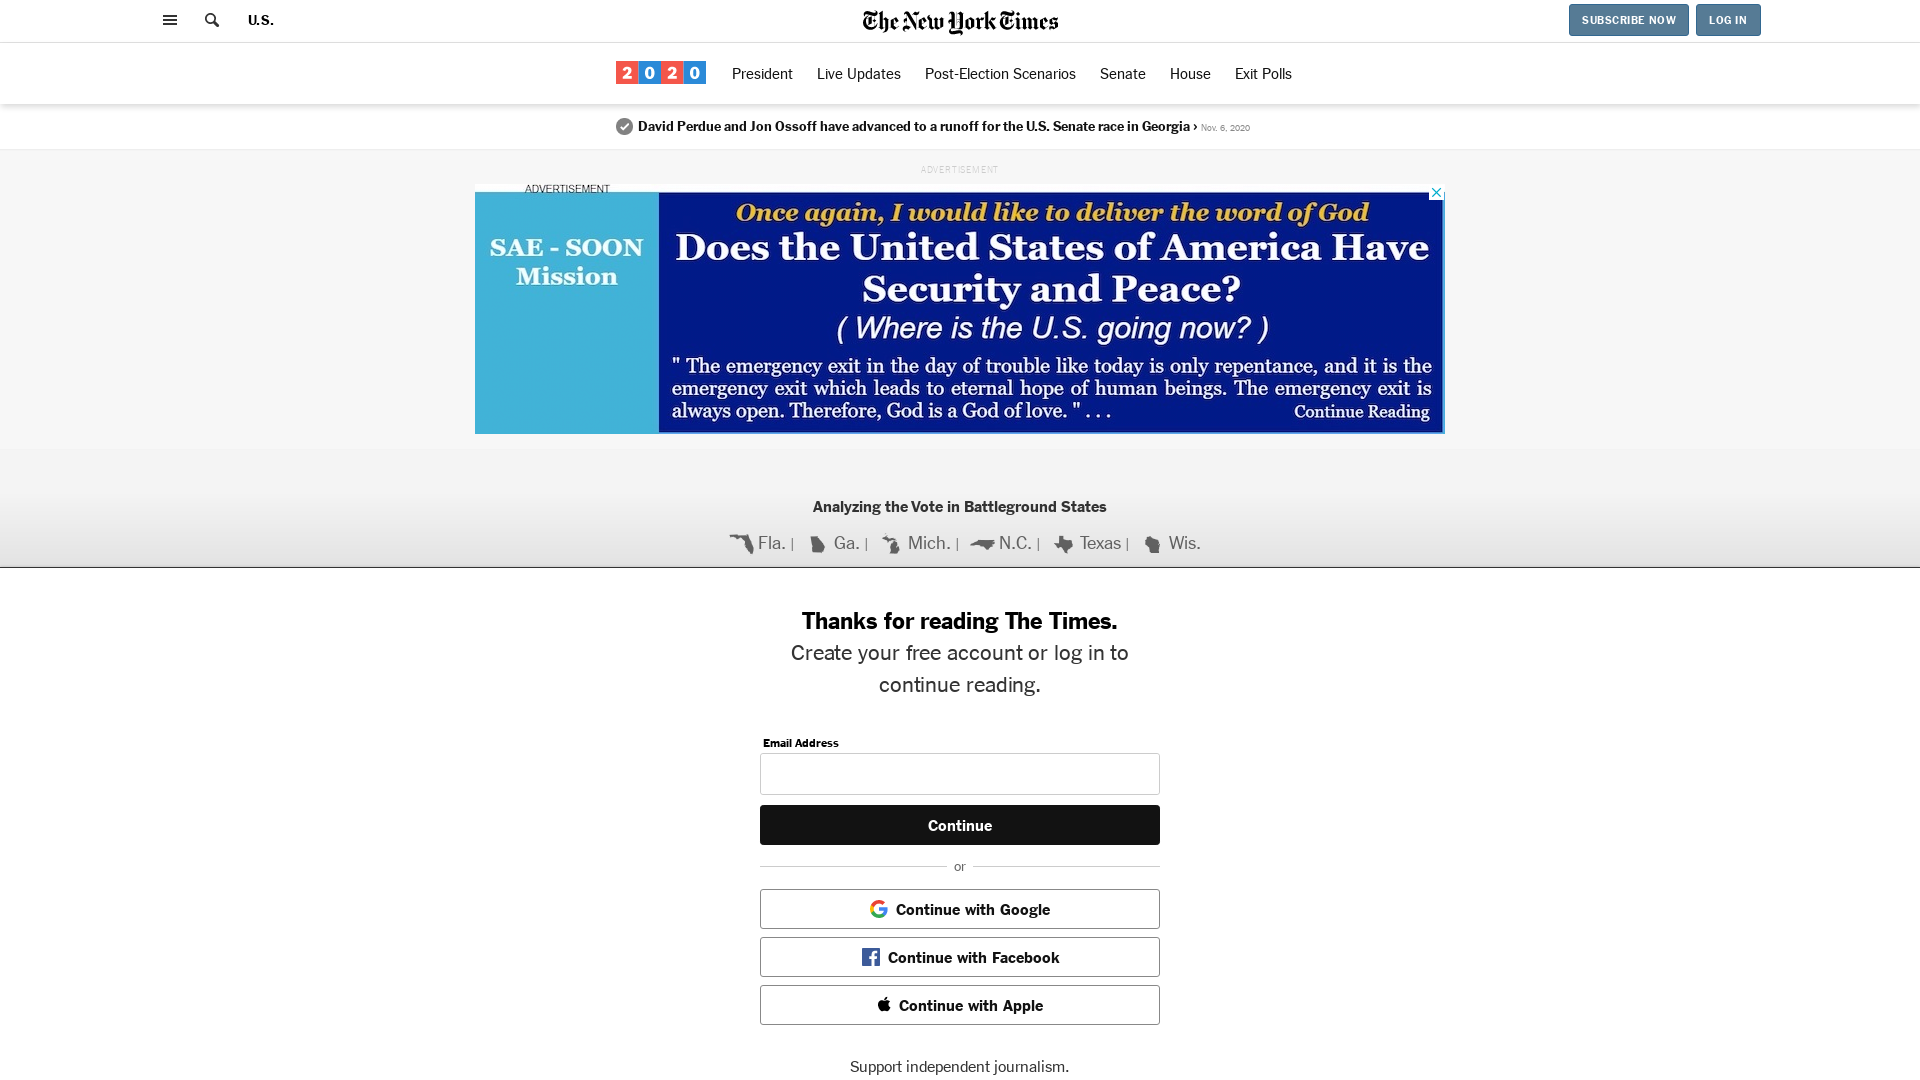 U.S.
The New York Times
SUBSCRIBE NOW
LOG IN
2020
President
Live Updates
Post-Election Scenarios
Senate
House
Exit Polls
David Perdue and Jon Ossoff have advanced to a runoff for the U.S. Senate race in Georgia › Nov. 6, 2020
ADVERTISEMENT
ADVERTISEMENT
SAE - SOON
Mission
Once again, I would like to deliver the word of God
Does the United States of America Have
Security and Peace?
( Where is the U.S. going now? )
" The emergency exit in the day of trouble like today is only repentance, and it is the
emergency exit which leads to eternal hope of human beings. The emergency exit is
always open. Therefore, God is a God of love. " . . .
Continue Reading
Analyzing the Vote in Battleground States
Fla. | Ga. | Mich. | N.C. | Texas | Wis.
Thanks for reading The Times.
Create your free account or log in to
continue reading.
Email Address
Continue
or
Continue with Google
Continue with Facebook
Continue with Apple
Support independent journalism.